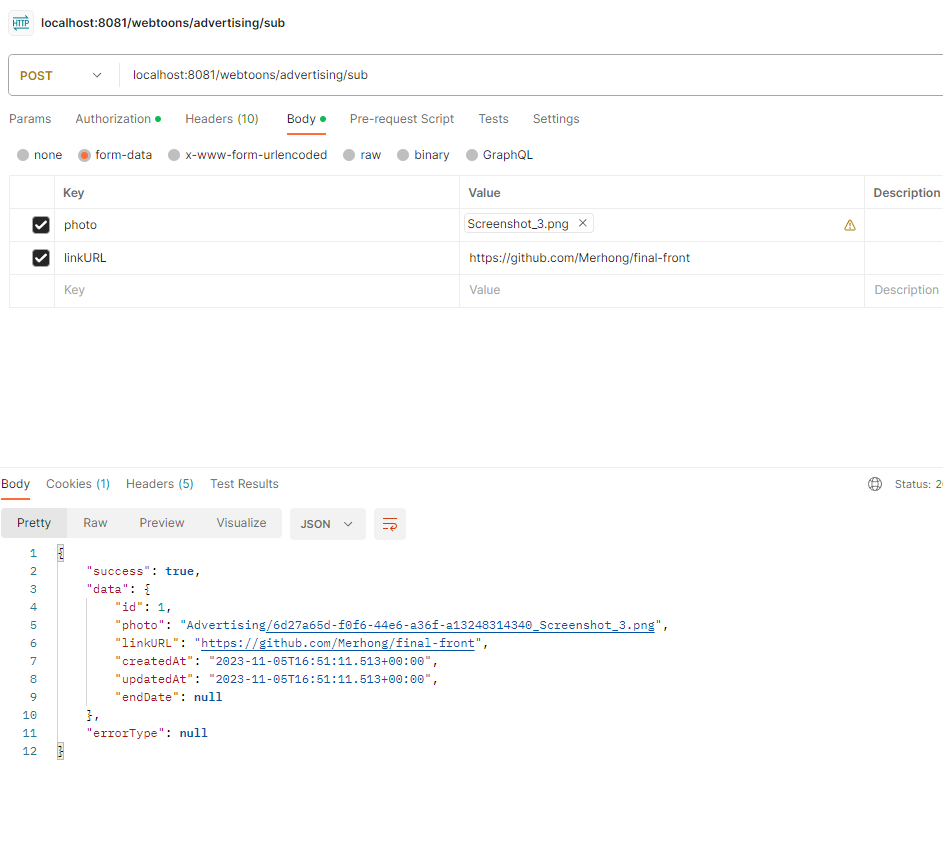 HTTP localhost:8081/webtoons/advertising/sub
POST localhost:8081/webtoons/advertising/sub
Params Authorization Headers (10) Body Pre-request Script Tests Settings
none form-data x-www-form-urlencoded raw binary GraphQL
Key Value Description
photo Screenshot_3.png
linkURL https://github.com/Merhong/final-front
Key Value Description
Body Cookies (1) Headers (5) Test Results Status: 2
Pretty Raw Preview Visualize JSON
1 {
2 "success": true,
3 "data": {
4 "id": 1,
5 "photo": "Advertising/6d27a65d-f0f6-44e6-a36f-a13248314340_Screenshot_3.png",
6 "linkURL": "https://github.com/Merhong/final-front",
7 "createdAt": "2023-11-05T16:51:11.513+00:00",
8 "updatedAt": "2023-11-05T16:51:11.513+00:00",
9 "endDate": null
10 },
11 "errorType": null
12 }